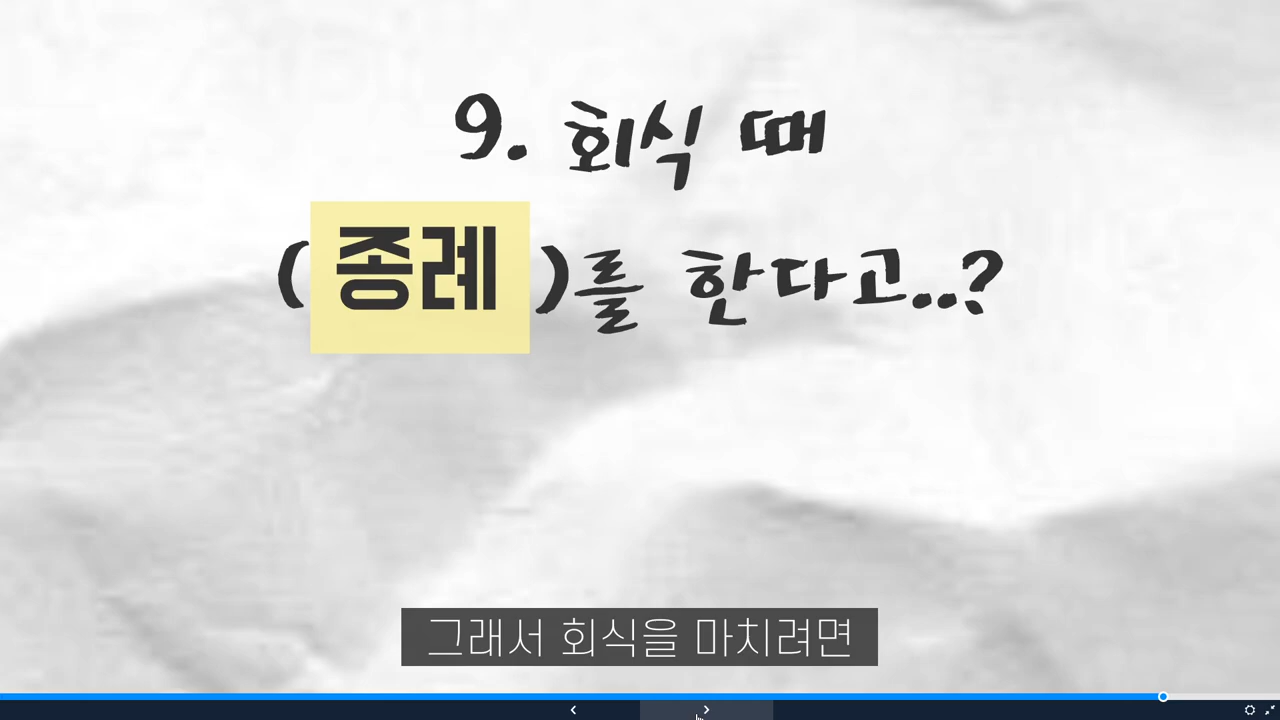 9. 회식 때
( 종례 )를 한다고..?
그래서 회식을 마치려면